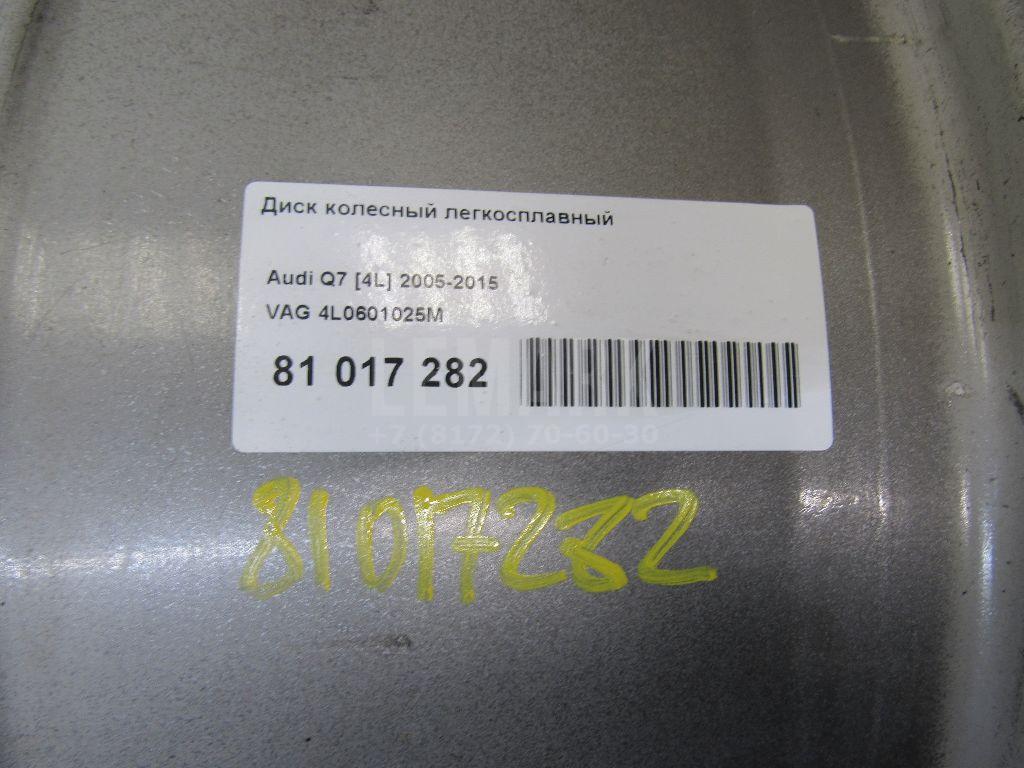 Диск колесный легкосплавный
Audi Q7 [4L] 2005-2015
VAG 4L0601025M
81 017 282
LEMARK
+7 (8172) 70-60-30
81017282